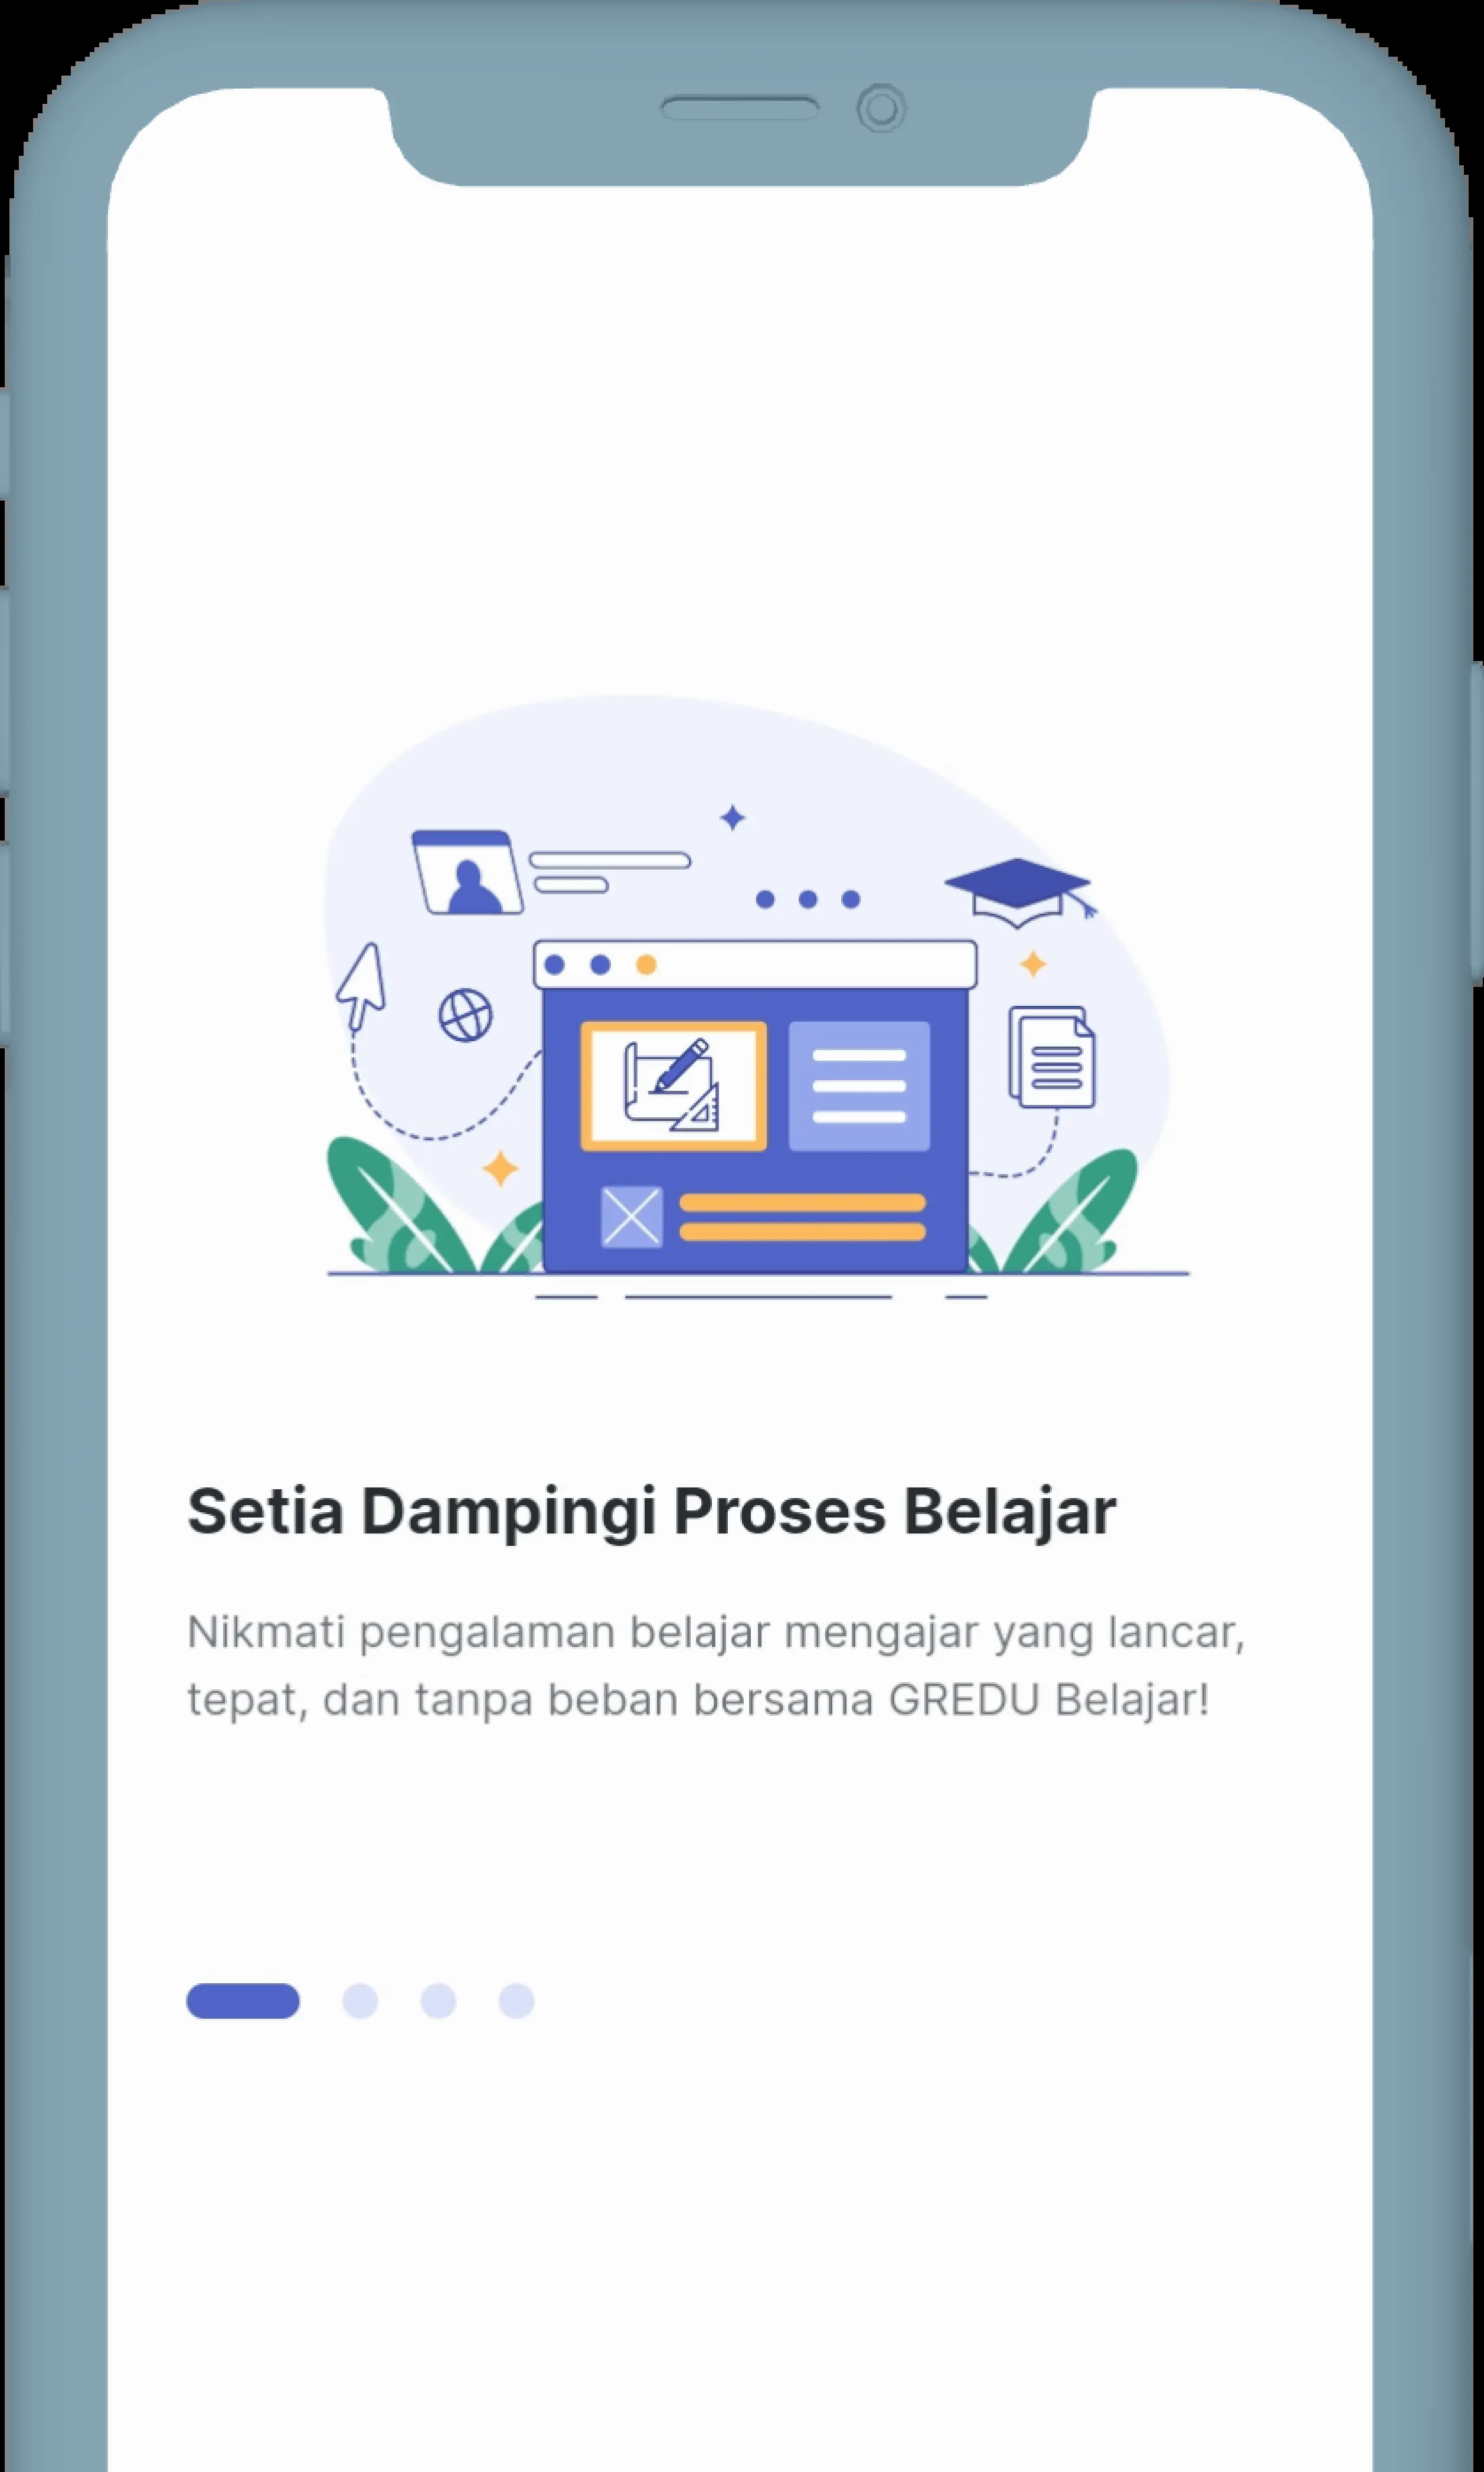 Setia Dampingi Proses Belajar
Nikmati pengalaman belajar mengajar yang lancar,
tepat, dan tanpa beban bersama GREDU Belajar!